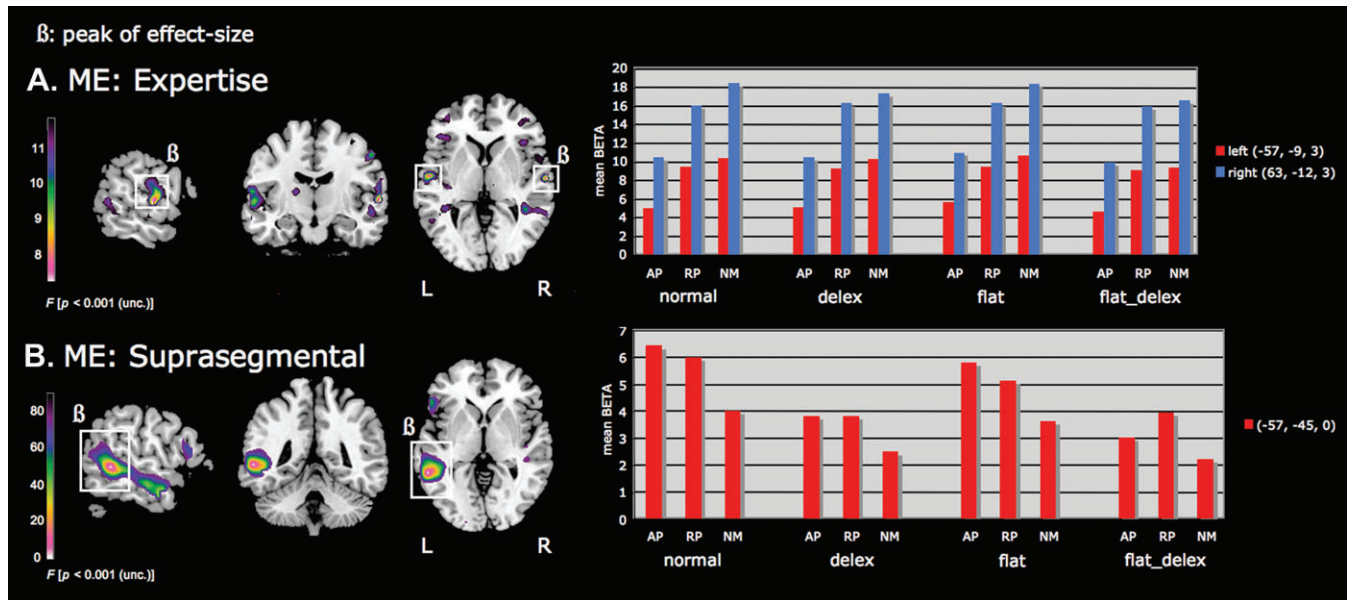 ß: peak of effect-size
A. ME: Expertise
ß
ß
11
10
9
8
F [p < 0.001 (unc.)]
L R
20
18
16
14
12
10
8
6
4
2
0
mean BETA
AP RP NM AP RP NM AP RP NM AP RP NM
normal delex flat flat_delex
left (-57, -9, 3)
right (63, -12, 3)
B. ME: Suprasegmental
ß
ß
80
60
40
20
0
F [p < 0.001 (unc.)]
L R
7
6
5
4
3
2
1
0
mean BETA
AP RP NM AP RP NM AP RP NM AP RP NM
normal delex flat flat_delex
(-57, -45, 0)